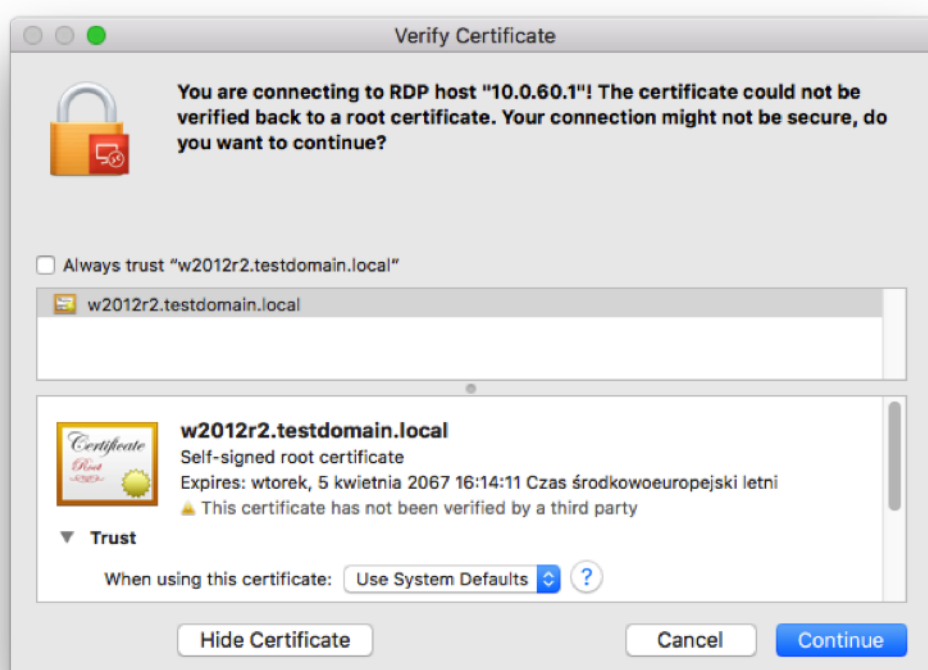 Verify Certificate
You are connecting to RDP host "10.0.60.1"! The certificate could not be
verified back to a root certificate. Your connection might not be secure, do
you want to continue?
Always trust “w2012r2.testdomain.local”
w2012r2.testdomain.local
Certificate
Root
w2012r2.testdomain.local
Self-signed root certificate
Expires: wtorek, 5 kwietnia 2067 16:14:11 Czas środkowoeuropejski letni
This certificate has not been verified by a third party
Trust
When using this certificate: Use System Defaults ?
Hide Certificate Cancel Continue